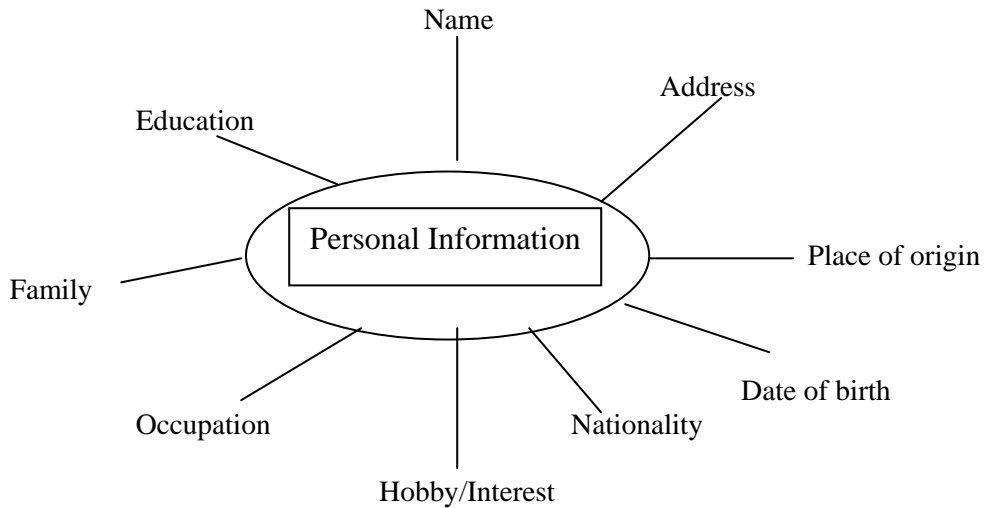 Name
Address
Education
Personal Information
Place of origin
Family
Date of birth
Occupation
Nationality
Hobby/Interest